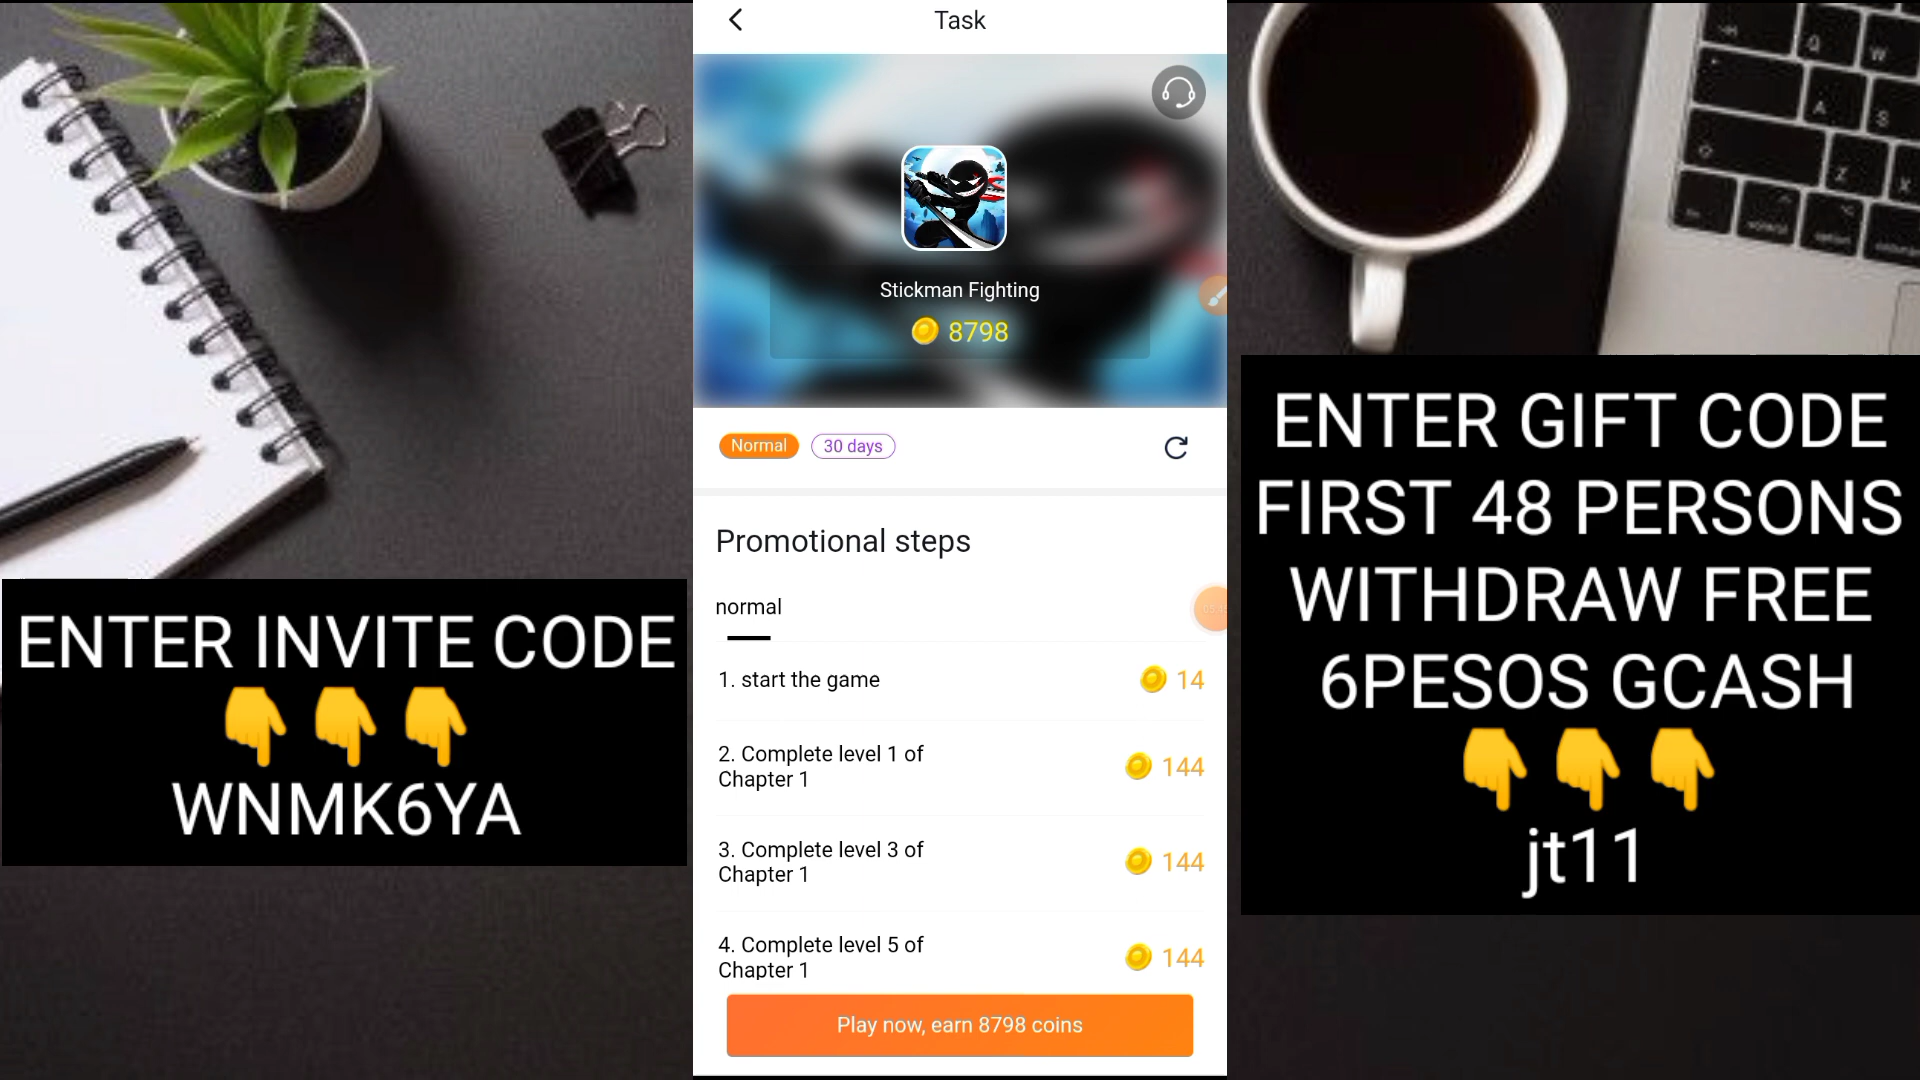 Task
Stickman Fighting
8798
Normal
30 days
Promotional steps
normal
1. start the game
14
2. Complete level 1 of
Chapter 1
144
3. Complete level 3 of
Chapter 1
144
4. Complete level 5 of
Chapter 1
144
Play now, earn 8798 coins
ENTER INVITE CODE
👇👇👇
WNMK6YA
ENTER GIFT CODE
FIRST 48 PERSONS
WITHDRAW FREE
6PESOS GCASH
👇👇👇
jt11
Q
W
A
S
Z
X
control
option